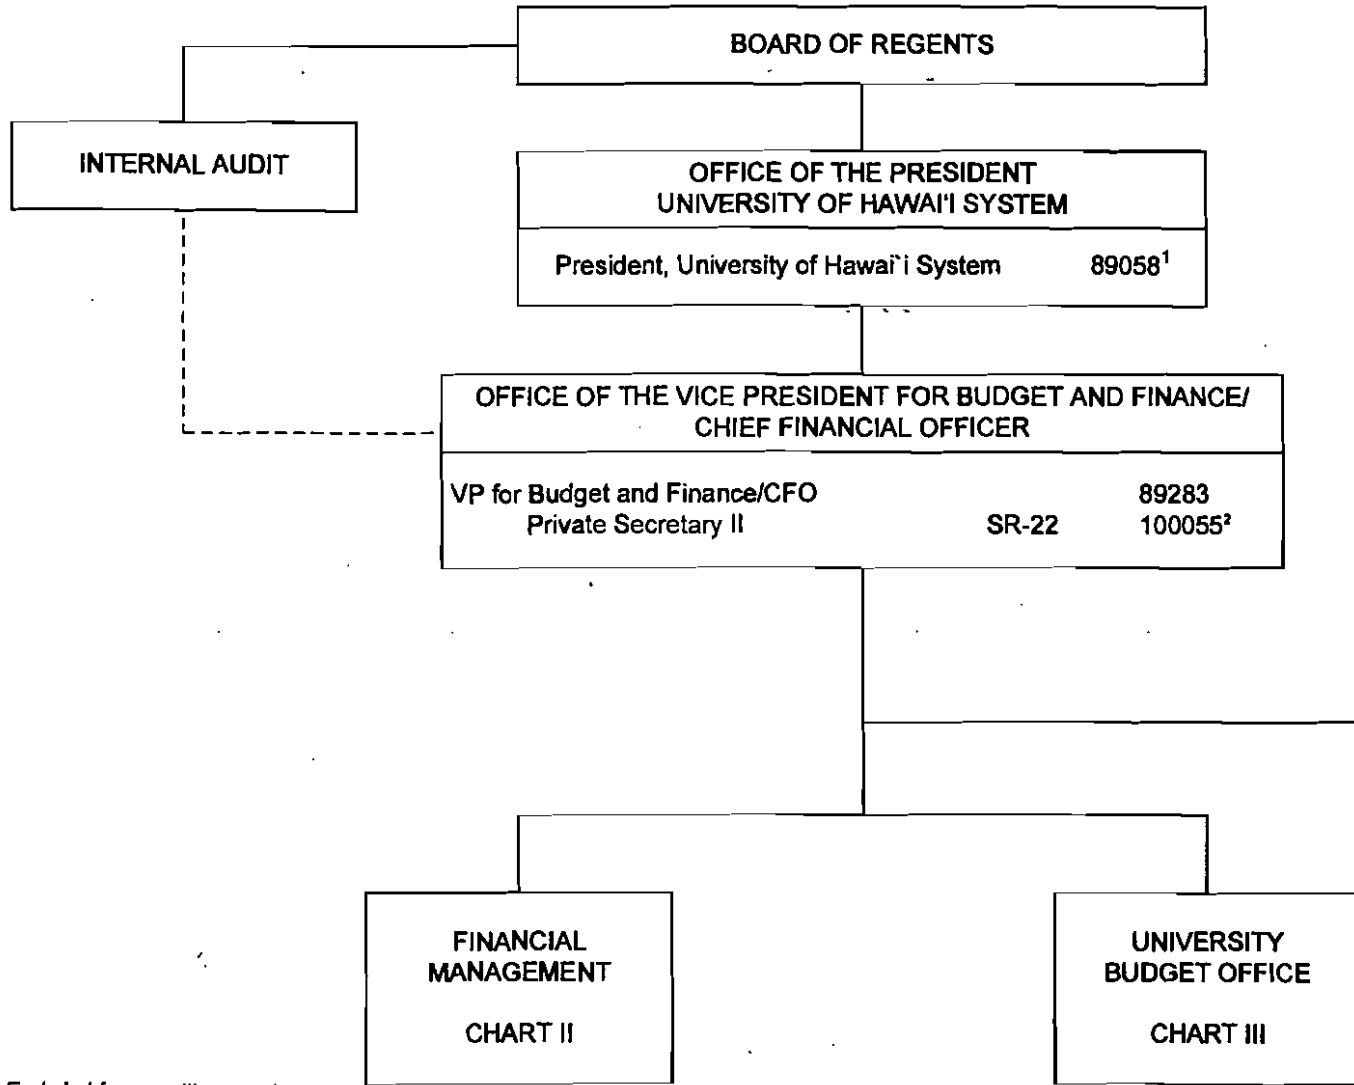 BOARD OF REGENTS
INTERNAL AUDIT
OFFICE OF THE PRESIDENT
UNIVERSITY OF HAWAI'I SYSTEM
President, University of Hawai`i System 89058¹
OFFICE OF THE VICE PRESIDENT FOR BUDGET AND FINANCE/
CHIEF FINANCIAL OFFICER
VP for Budget and Finance/CFO 89283
Private Secretary II SR-22 100055²
FINANCIAL
MANAGEMENT
CHART II
UNIVERSITY
BUDGET OFFICE
CHART III